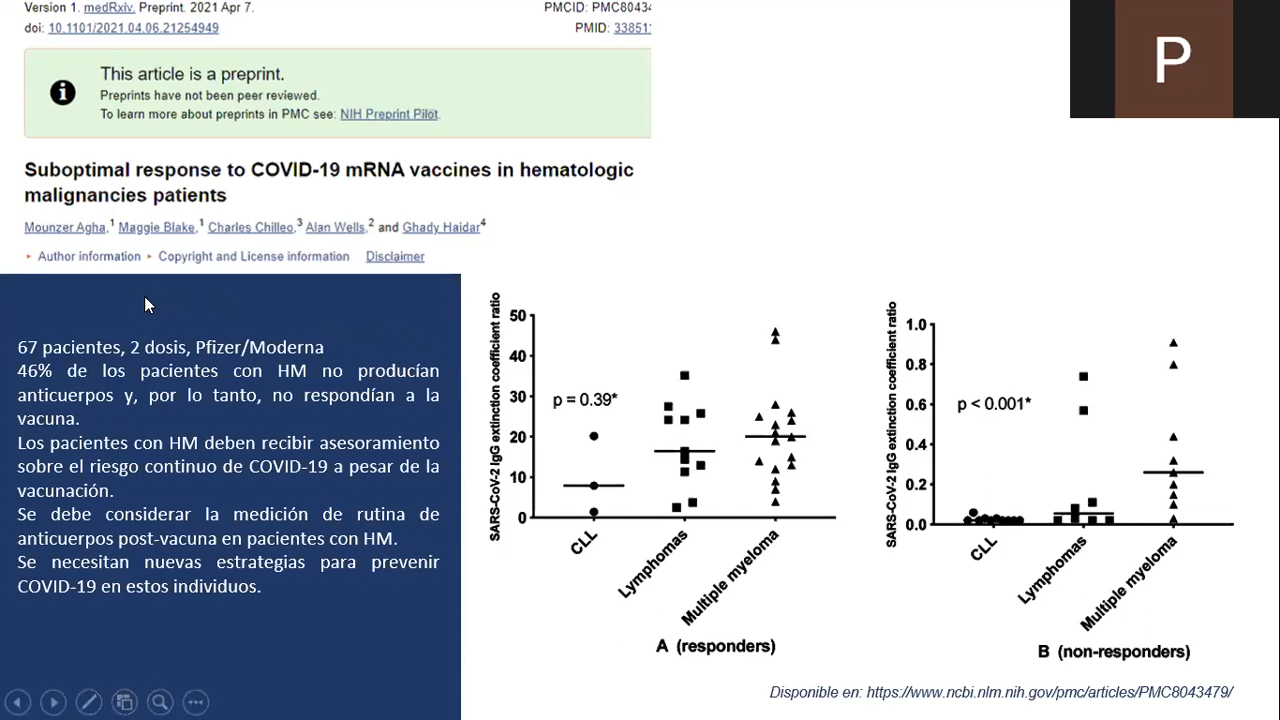 Version 1. medRxiv. Preprint. 2021 Apr 7.
PMCID: PMC8043
doi: 10.1101/2021.04.06.21254949
PMID: 33851
This article is a preprint.
Preprints have not been peer reviewed.
To learn more about preprints in PMC see: NIH Preprint Pilot.
Suboptimal response to COVID-19 mRNA vaccines in hematologic
malignancies patients
Mounzer Agha,1 Maggie Blake,1 Charles Chilleo,3 Alan Wells,2 and Ghady Haidar4
Author information
Copyright and License information
Disclaimer
P
67 pacientes, 2 dosis, Pfizer/Moderna
46% de los pacientes con HM no producían
anticuerpos y, por lo tanto, no respondían a la
vacuna.
Los pacientes con HM deben recibir asesoramiento
sobre el riesgo continuo de COVID-19 a pesar de la
vacunación.
Se debe considerar la medición de rutina de
anticuerpos post-vacuna en pacientes con HM.
Se necesitan nuevas estrategias para prevenir
COVID-19 en estos individuos.
SARS-CoV-2 IgG extinction coefficient ratio
50
40
30
20
10
0
p = 0.39*
CLL
Lymphomas
Multiple myeloma
A (responders)
SARS-CoV-2 IgG extinction coefficient ratio
1.0
0.8
0.6
0.4
0.2
0.0
p < 0.001*
CLL
Lymphomas
Multiple myeloma
B (non-responders)
Disponible en: https://www.ncbi.nlm.nih.gov/pmc/articles/PMC8043479/